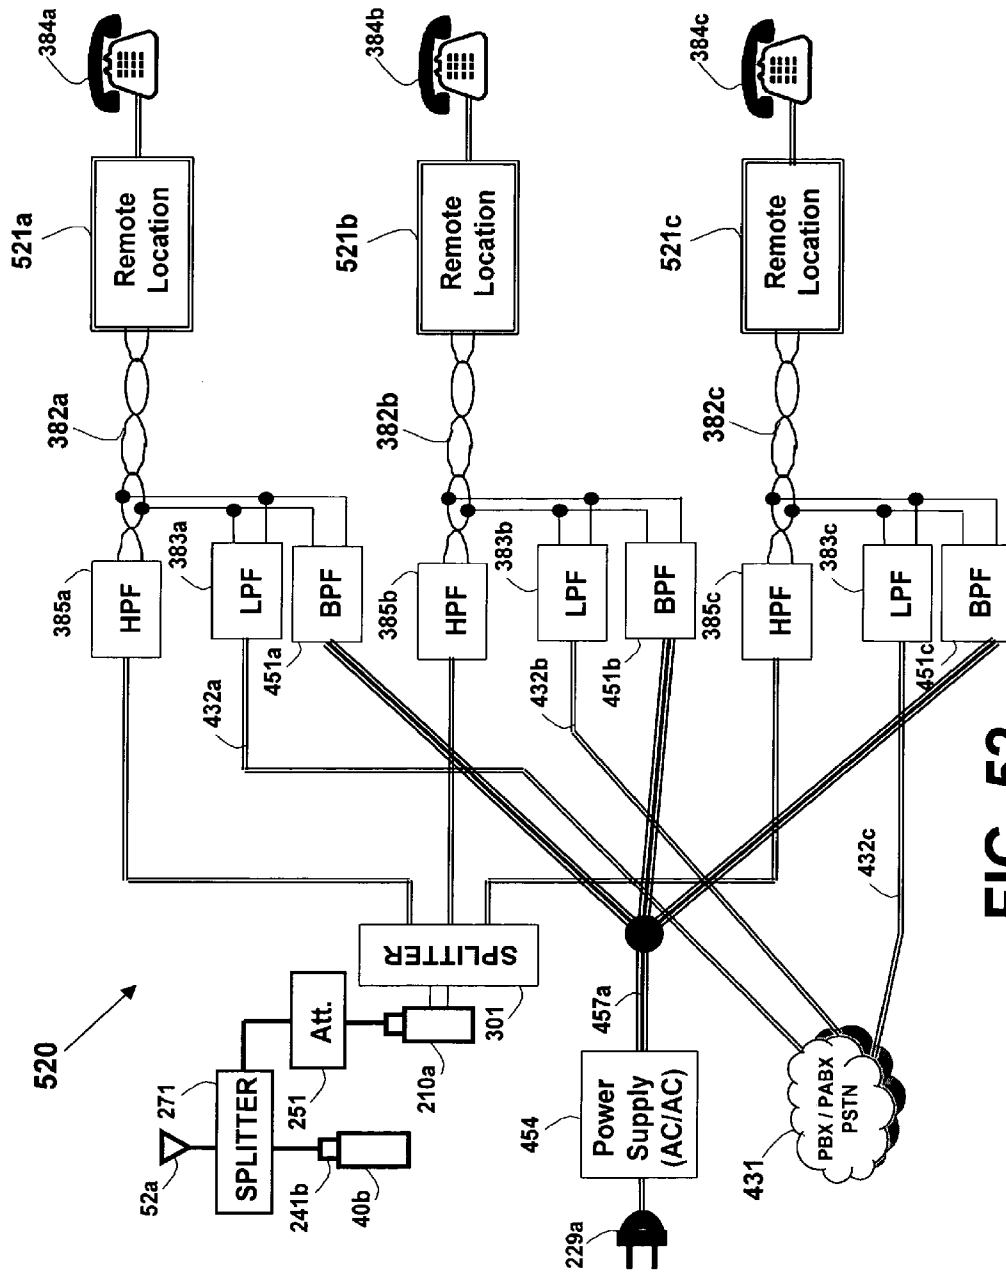 384a
384b
384c
521a
Remote
Location
521b
Remote
Location
521c
Remote
Location
382a
382b
382c
385a
HPF
383a
LPF
451a
BPF
432a
385b
HPF
383b
LPF
451b
BPF
432b
385c
HPF
383c
LPF
451c
BPF
432c
SPLITTER
301
520
52a
271
SPLITTER
251
Att.
210a
241b
40b
457a
454
Power
Supply
(AC/AC)
229a
PBX / PABX
PSTN
431
FIG. 52